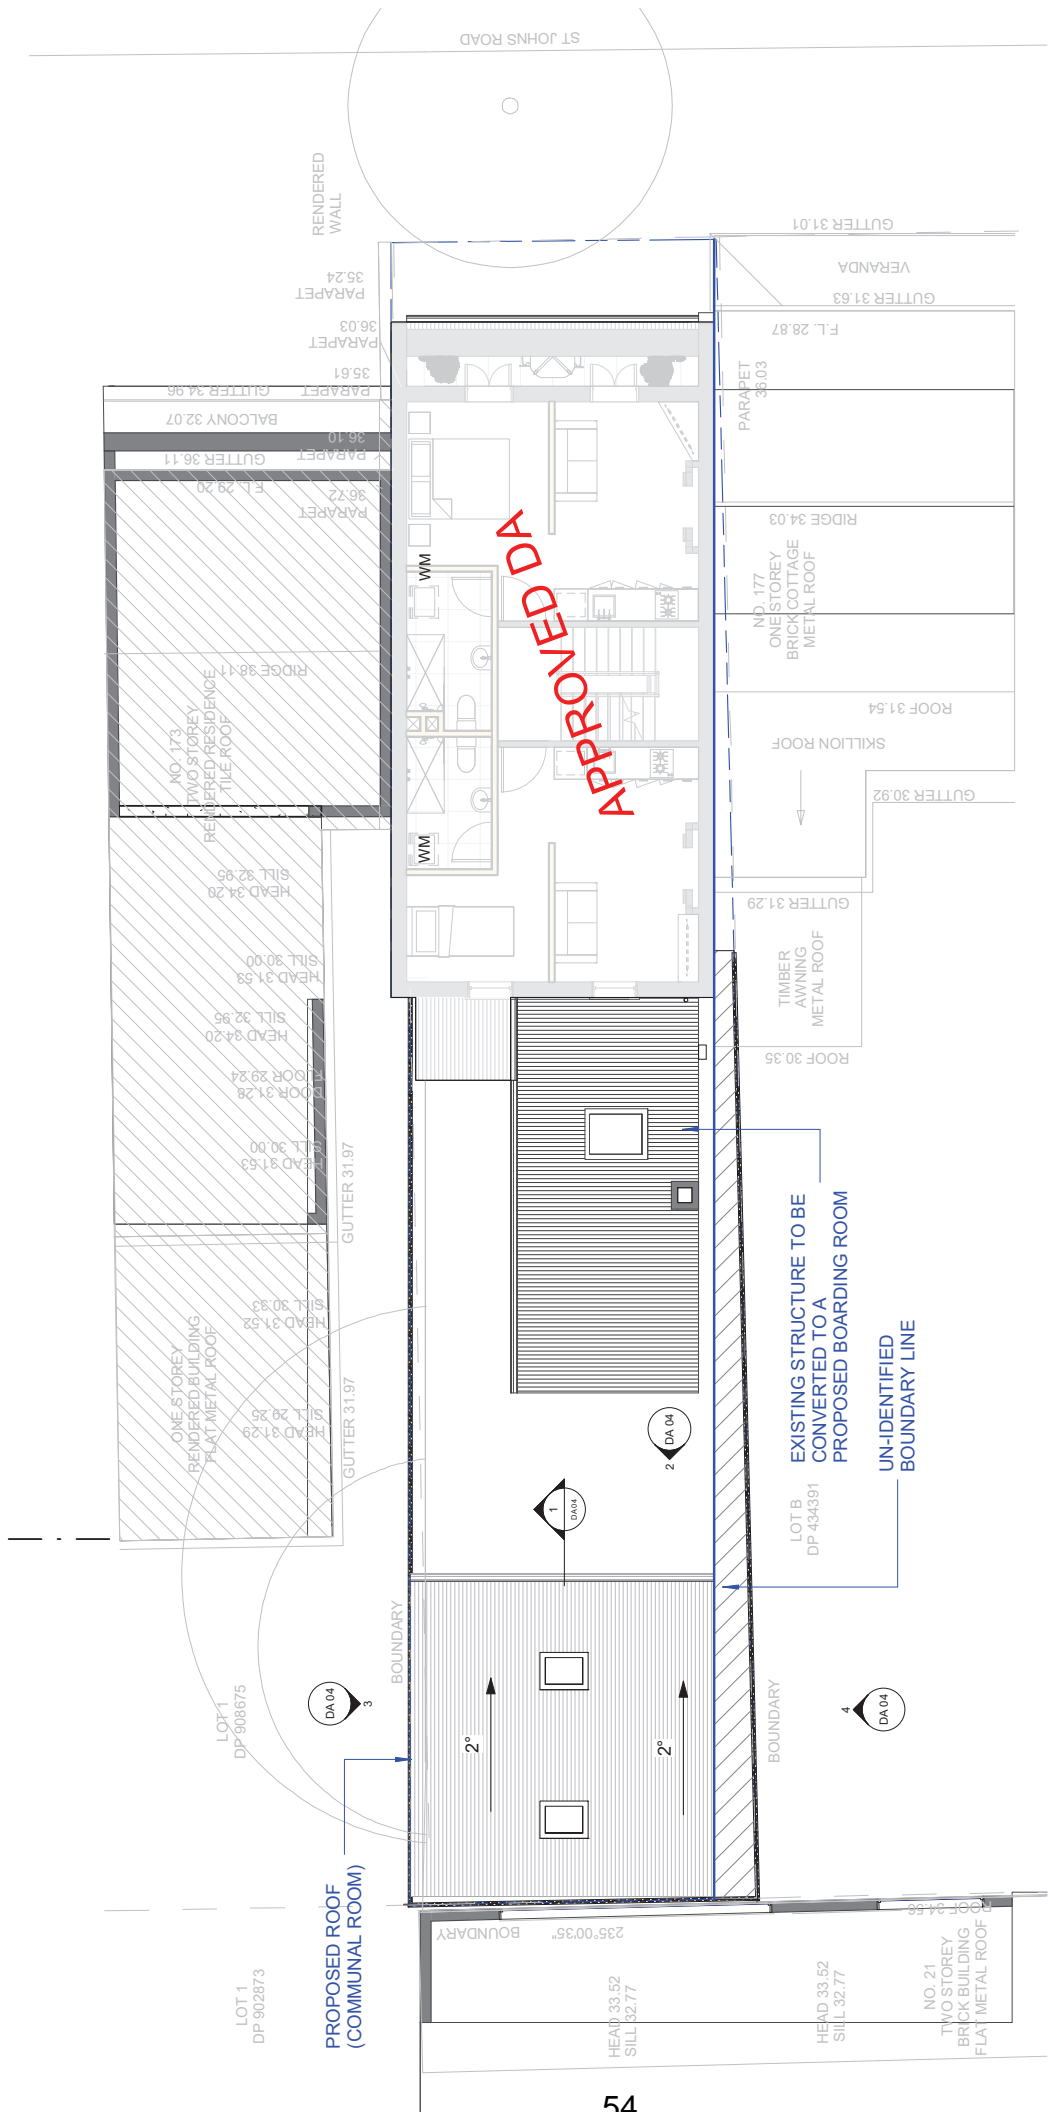 ST JOHNS ROAD
RENDERED
WALL
GUTTER 31.01
VERANDA
GUTTER 31.63
F. L. 28.87
PARAPET
35.24
PARAPET
36.03
PARAPET
35.61
GUTTER 34.96
BALCONY 32.07
PARAPET
36.10
GUTTER 36.11
F.L. 29.20
PARAPET
36.72
PARAPET
36.03
RIDGE 34.03
WM
APPROVED DA
NO. 177
ONE STOREY
BRICK COTTAGE
METAL ROOF
RIDGE 38.11
NO. 173
TWO STOREY
RENDERED RESIDENCE
TILE ROOF
ROOF 31.54
SKILLION ROOF
GUTTER 30.92
WM
HEAD 34.20
SILL 32.95
GUTTER 31.29
TIMBER
AWNING
METAL ROOF
HEAD 31.53
SILL 30.00
HEAD 34.20
SILL 32.95
ROOF 30.35
DOOR 31.28
FLOOR 29.24
HEAD 31.53
SILL 30.00
GUTTER 31.97
EXISTING STRUCTURE TO BE
CONVERTED TO A
PROPOSED BOARDING ROOM
HEAD 31.52
SILL 30.33
ONE STOREY
RENDERED BUILDING
FLAT METAL ROOF
UN-IDENTIFIED
BOUNDARY LINE
HEAD 31.29
SILL 29.25
GUTTER 31.97
DA 04
2
1
DA04
LOT B
DP 434391
BOUNDARY
LOT 1
DP 908675
DA 04
3
2°
2°
BOUNDARY
4
DA 04
PROPOSED ROOF
(COMMUNAL ROOM)
BOUNDARY
235°00'35"
ROOF 34.56
LOT 1
DP 902873
HEAD 33.52
SILL 32.77
HEAD 33.52
SILL 32.77
NO. 21
TWO STOREY
BRICK BUILDING
FLAT METAL ROOF
54